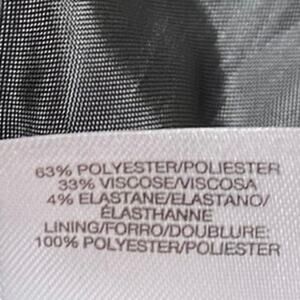 63% POLYESTER/POLIESTER
33% VISCOSE/VISCOSA
4% ELASTANE/ELASTANO/
ÉLASTHANNE
LINING/FORRO/DOUBLURE:
100% POLYESTER/POLIESTER